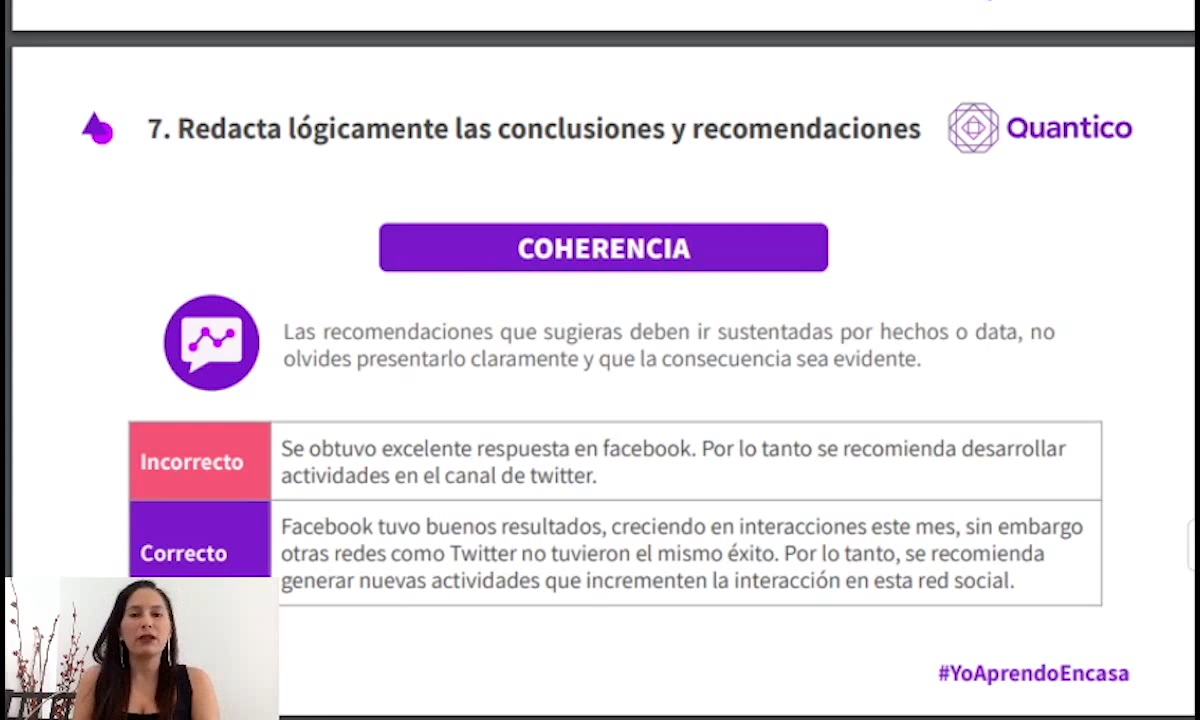 7. Redacta lógicamente las conclusiones y recomendaciones
Quantico
COHERENCIA
Las recomendaciones que sugieras deben ir sustentadas por hechos o data, no
olvides presentarlo claramente y que la consecuencia sea evidente.
Incorrecto
Se obtuvo excelente respuesta en facebook. Por lo tanto se recomienda desarrollar
actividades en el canal de twitter.
Correcto
Facebook tuvo buenos resultados, creciendo en interacciones este mes, sin embargo
otras redes como Twitter no tuvieron el mismo éxito. Por lo tanto, se recomienda
generar nuevas actividades que incrementen la interacción en esta red social.
#YoAprendoEncasa